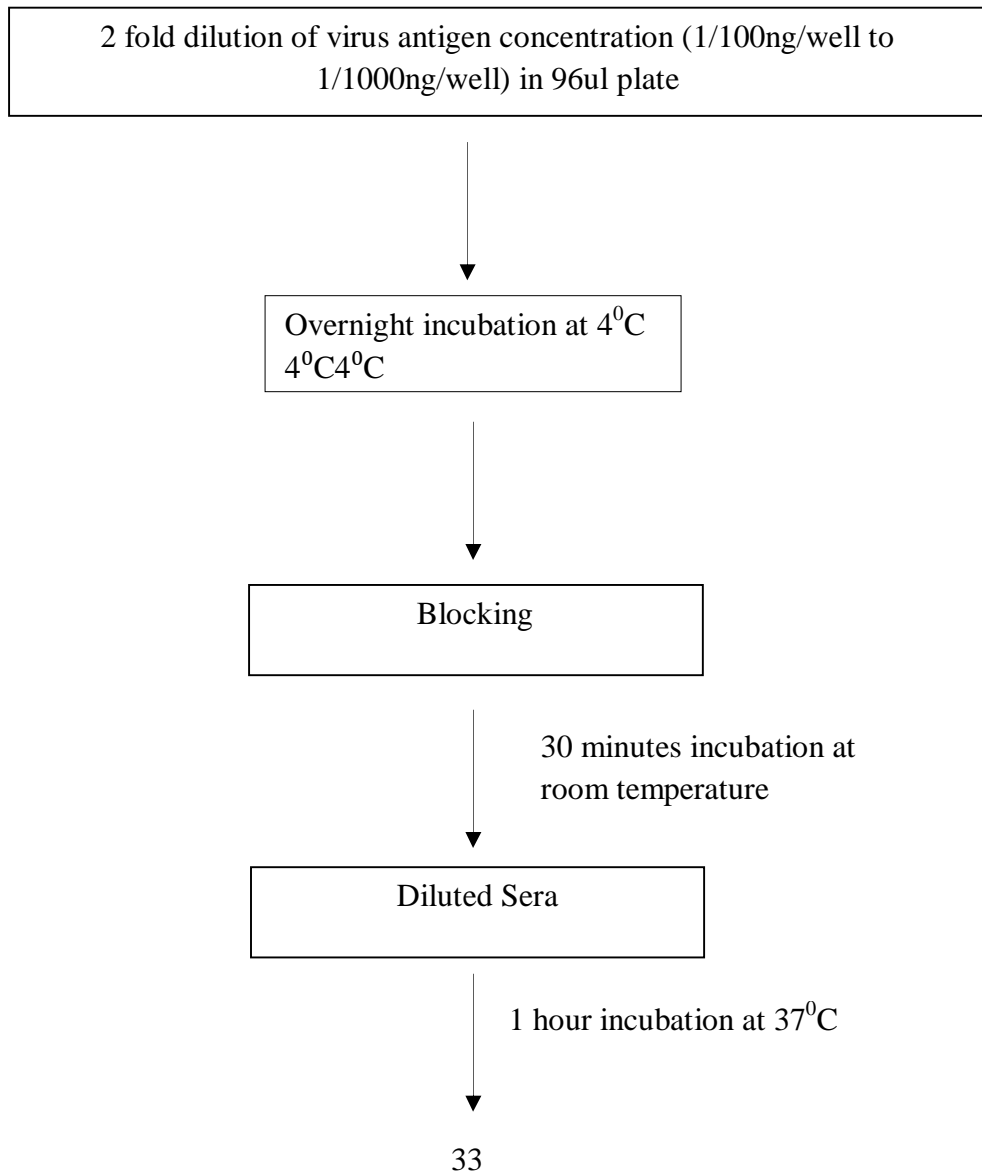 2 fold dilution of virus antigen concentration (1/100ng/well to
1/1000ng/well) in 96ul plate
Overnight incubation at 4⁰C
4⁰C4⁰C
Blocking
30 minutes incubation at
room temperature
Diluted Sera
1 hour incubation at 37⁰C
33